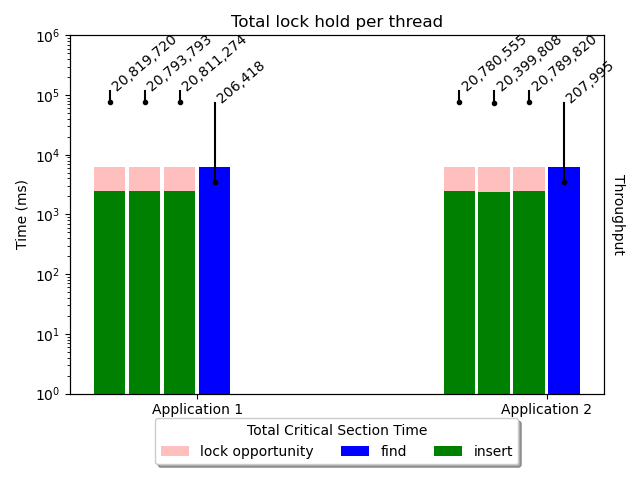 Total lock hold per thread
10^6
10^5
10^4
10^3
10^2
10^1
10^0
Time (ms)
20,819,720
20,793,793
20,811,274
206,418
20,780,555
20,399,808
20,789,820
207,995
Throughput
Application 1
Application 2
Total Critical Section Time
lock opportunity
find
insert